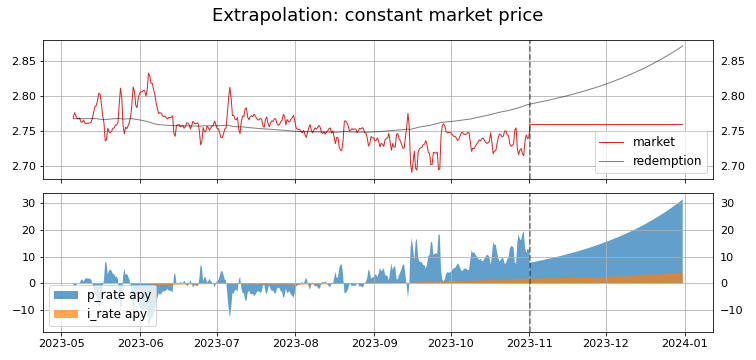 Extrapolation: constant market price
2.85 2.85
2.80 2.80
2.75 2.75
2.70 2.70
market
redemption
30 30
20 20
10 10
0 0
−10 −10
p_rate apy
i_rate apy
2023-05 2023-06 2023-07 2023-08 2023-09 2023-10 2023-11 2023-12 2024-01